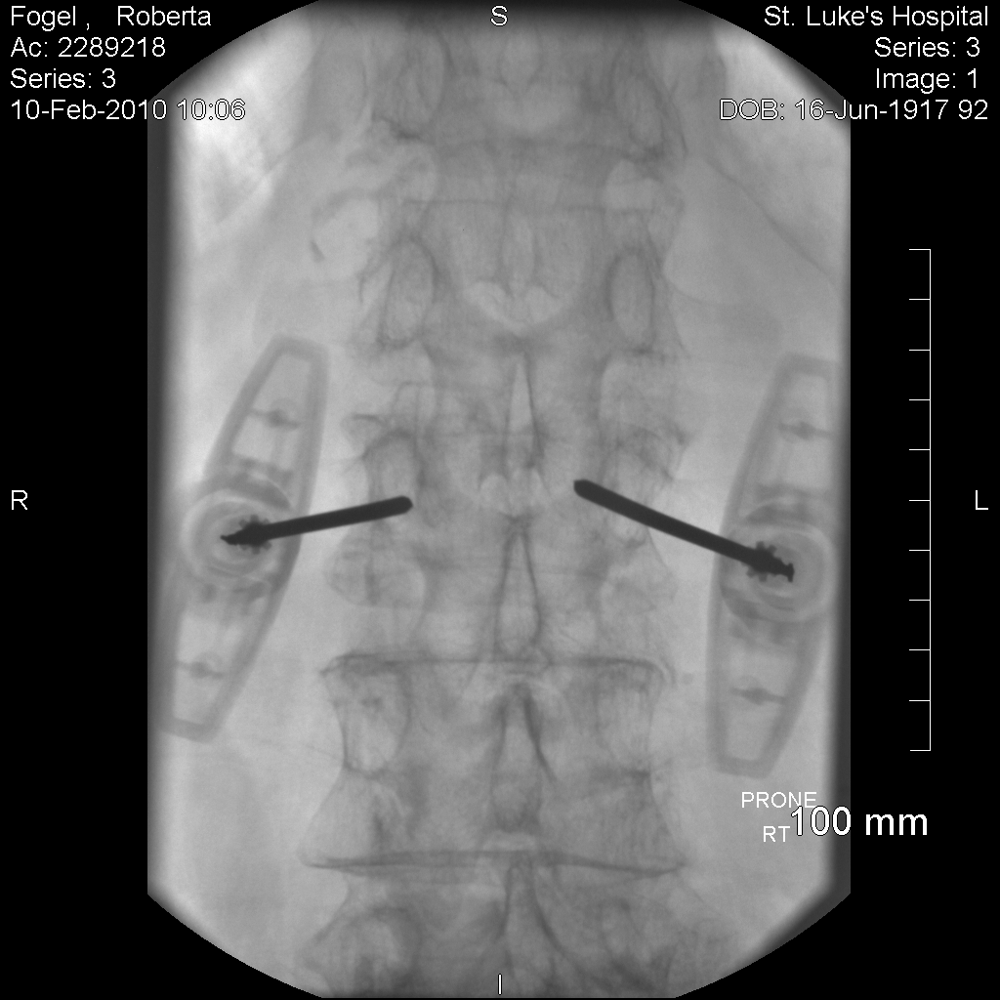 Fogel ,   Roberta
Ac: 2289218
Series: 3
10-Feb-2010 10:06
S
St. Luke's Hospital
Series: 3
Image: 1
DOB: 16-Jun-1917 92
R
L
PRONE
RT
100 mm
I